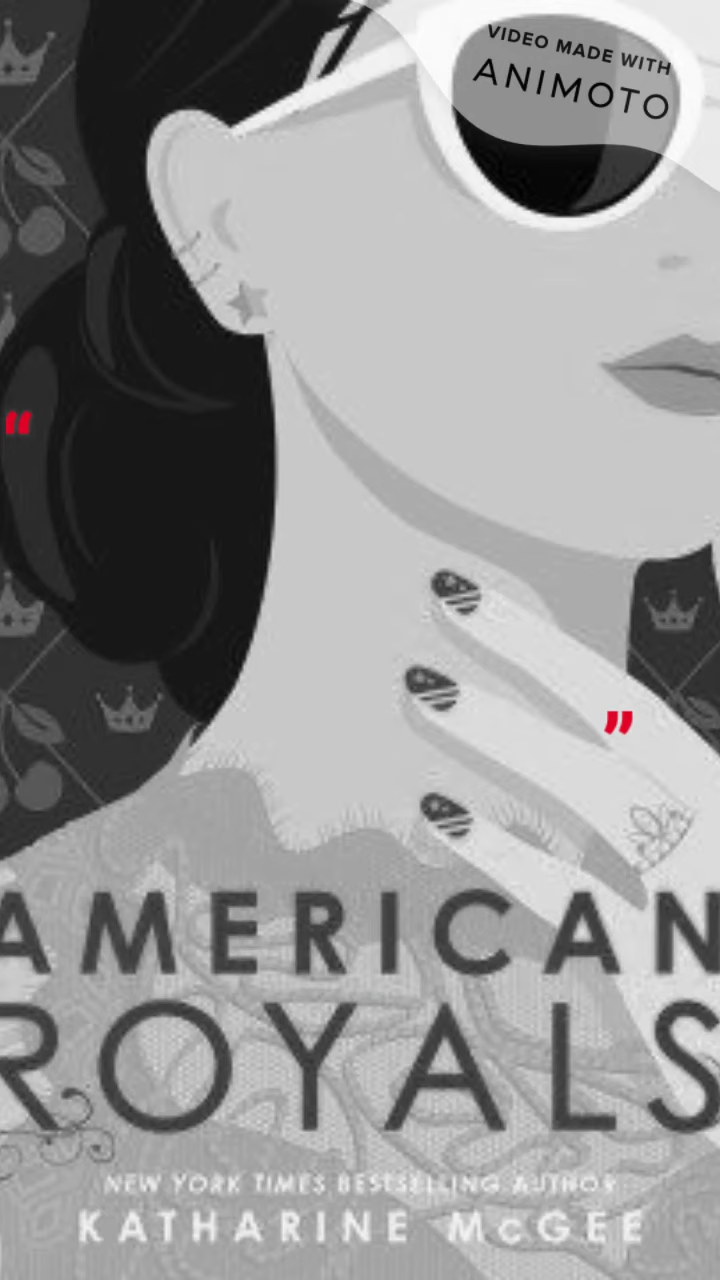 VIDEO MADE WITH
ANIMOTO
“
”
AMERICAN
ROYALS
NEW YORK TIMES BESTSELLING AUTHOR
KATHARINE McGEE